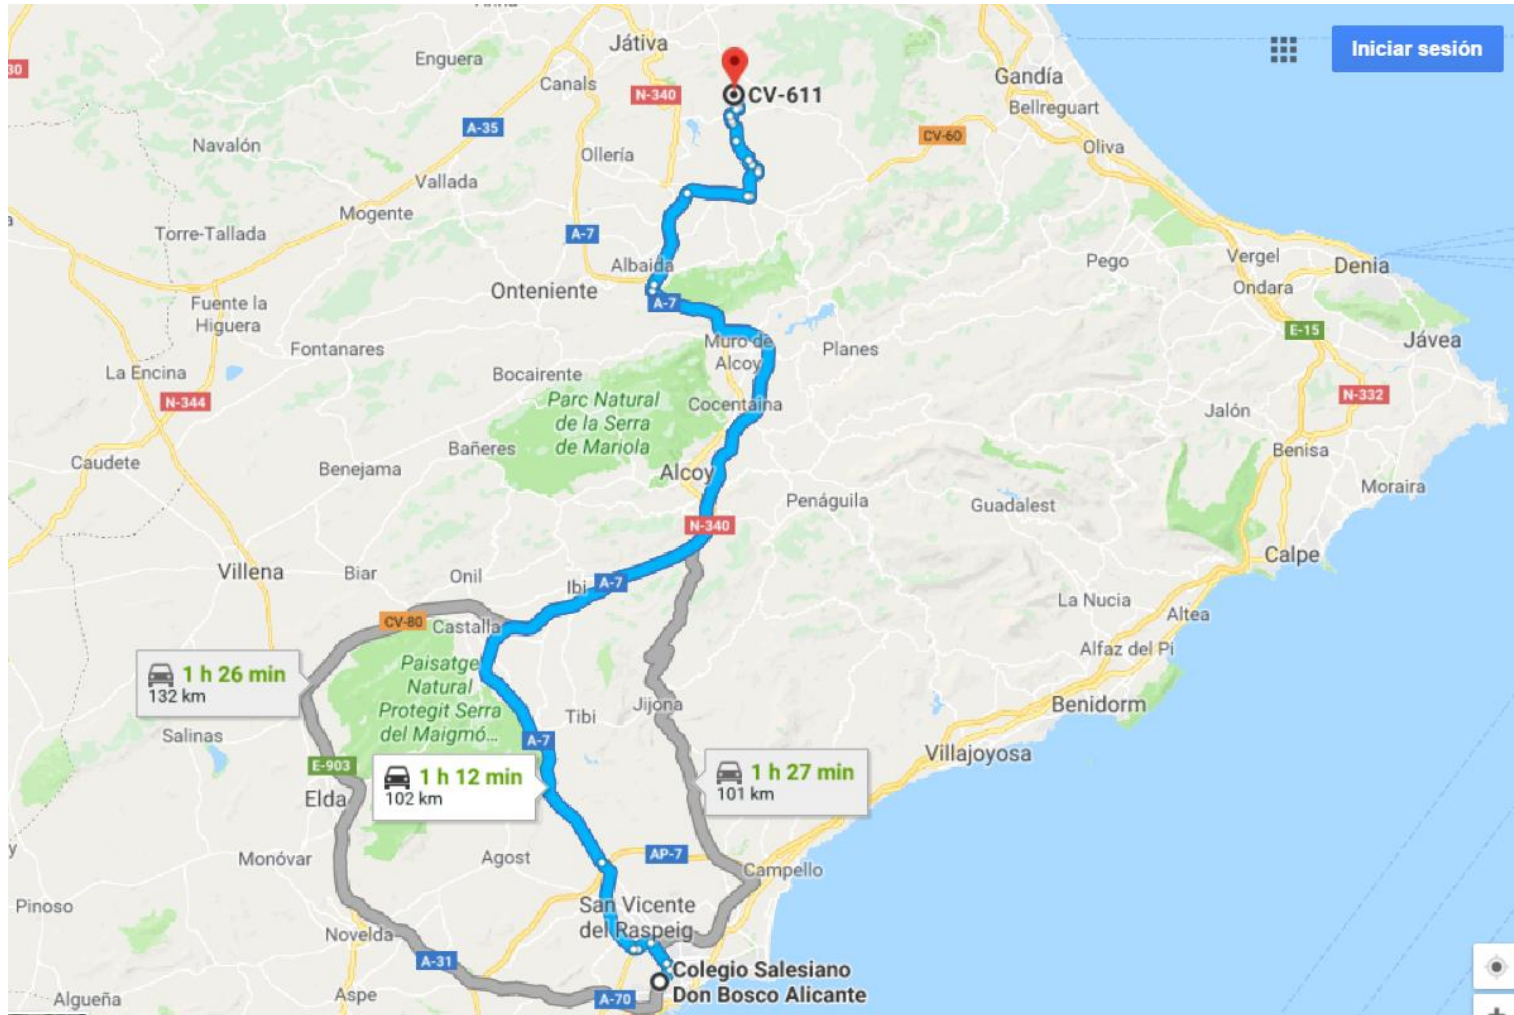 Játiva
Enguera
Iniciar sesión
30
Canals
N-340
CV-611
Gandía
Bellreguart
A-35
CV-60
Navalón
Ollería
Oliva
Vallada
Mogente
Torre-Tallada
A-7
Albaida
Pego
Vergel
Denia
Onteniente
A-7
Ondara
Fuente la
Higuera
E-15
Jávea
Fontanares
Muro de
Alcoy
Planes
La Encina
Bocairente
N-344
Parc Natural
de la Serra
de Mariola
Cocentaina
N-332
Jalón
Bañeres
Benisa
Caudete
Benejama
Alcoy
Moraira
Penáguila
Guadalest
N-340
Calpe
Villena
Biar
Onil
Ibi
A-7
La Nucia
Altea
CV-80
Castalla
Alfaz del Pi
1 h 26 min
132 km
Paisatge
Natural
Protegit Serra
del Maigmó...
Jijona
Tibi
Benidorm
Salinas
A-7
Villajoyosa
E-903
1 h 12 min
102 km
1 h 27 min
101 km
Elda
Monóvar
Agost
AP-7
Campello
Pinoso
San Vicente
del Raspeig
Novelda
A-31
Colegio Salesiano
Don Bosco Alicante
Algueña
Aspe
A-70